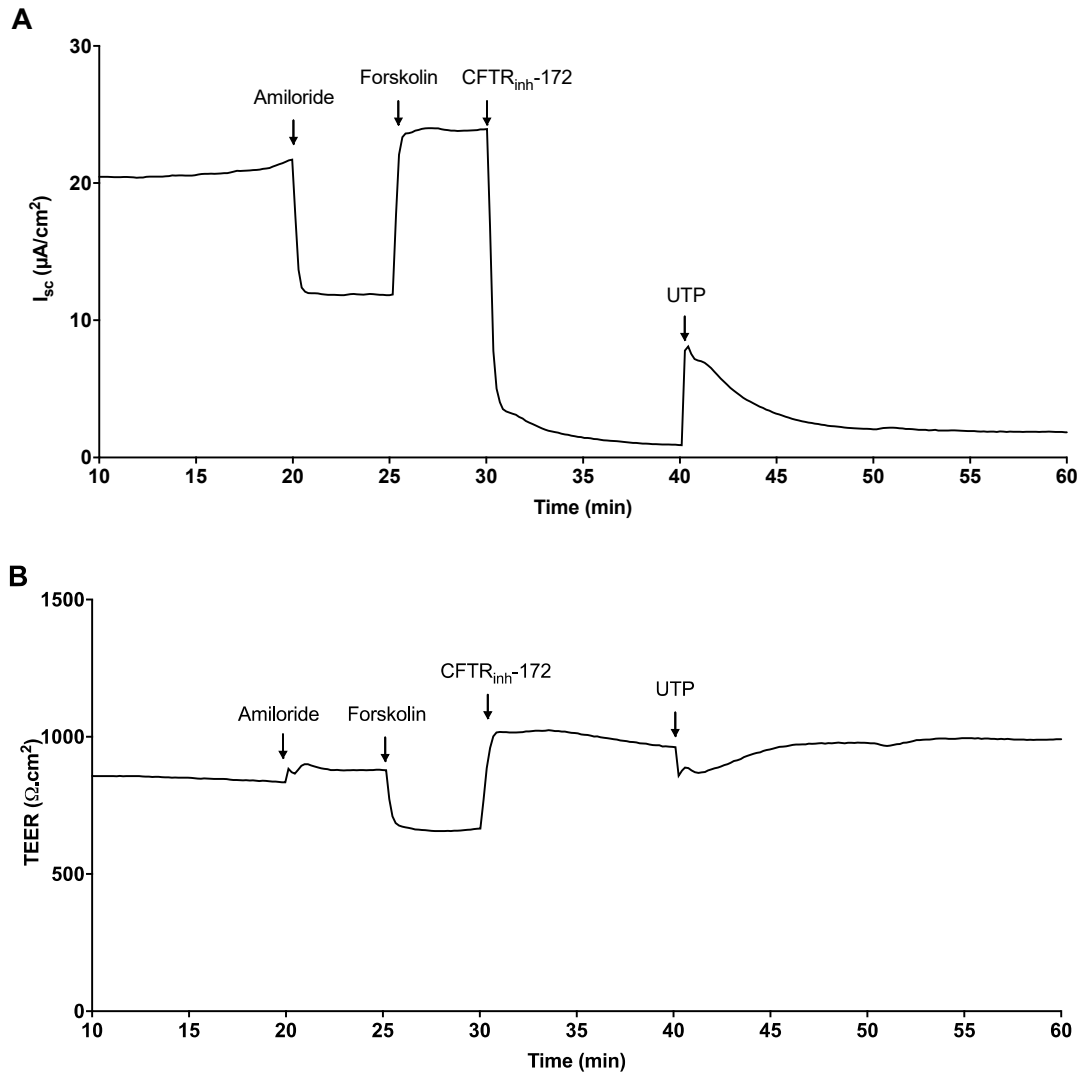 A
30
Forskolin CFTRinh-172
Amiloride
20
Isc (µA/cm2)
UTP
10
0
10 15 20 25 30 35 40 45 50 55 60
Time (min)
B
1500
CFTRinh-172
UTP
Amiloride Forskolin
1000
TEER (Ω.cm2)
500
0
10 15 20 25 30 35 40 45 50 55 60
Time (min)